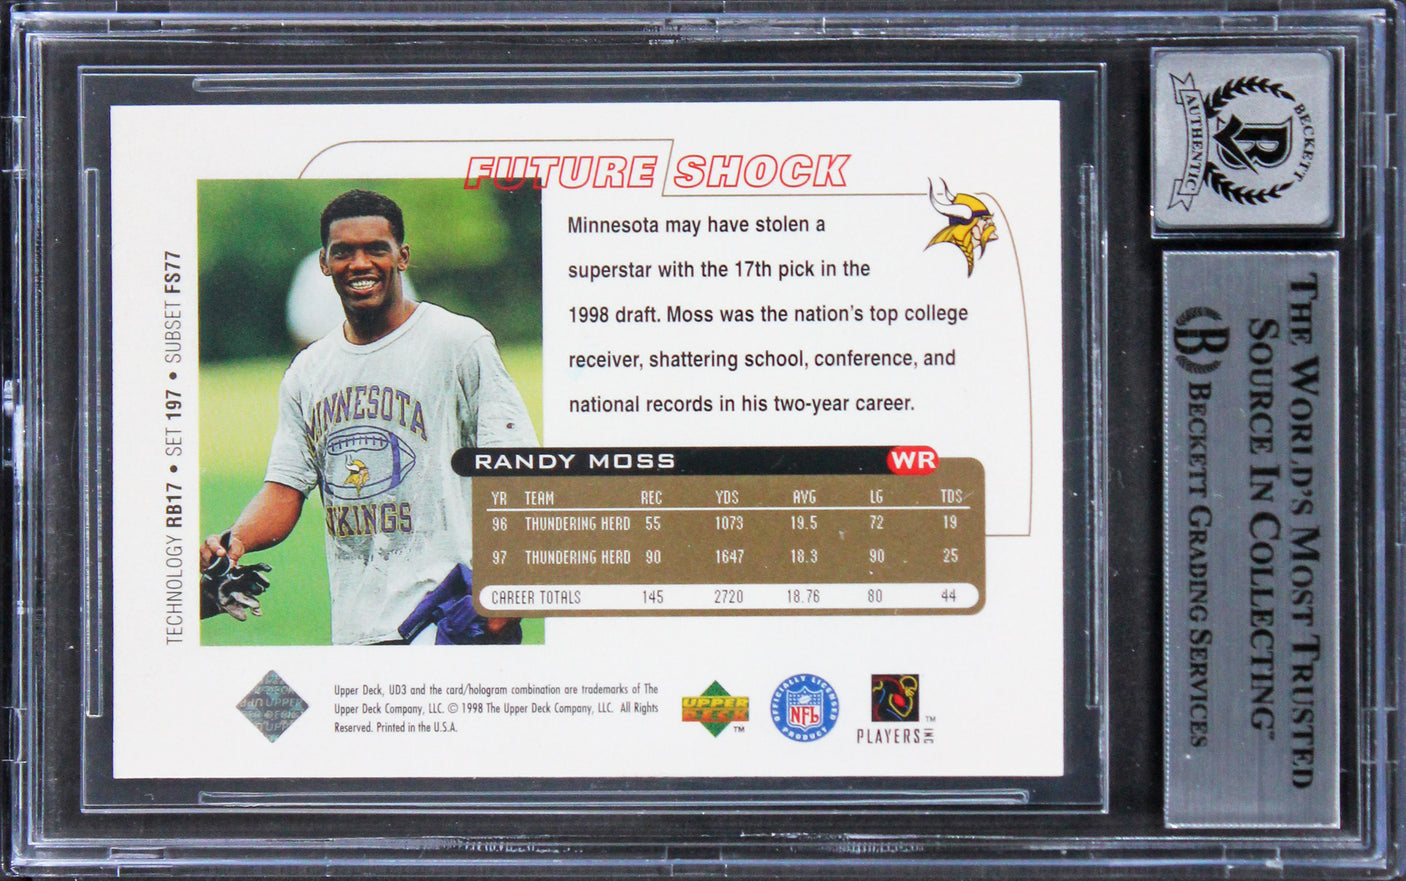 FUTURE SHOCK
Minnesota may have stolen a
superstar with the 17th pick in the
1998 draft. Moss was the nation's top college
receiver, shattering school, conference, and
national records in his two-year career.
TECHNOLOGY RB17 • SET 197 • SUBSET FS77
MINNESOTA
VIKINGS
RANDY MOSS WR
YR TEAM REC YDS AVG LG TDS
96 THUNDERING HERD 55 1073 19.5 72 19
97 THUNDERING HERD 90 1647 18.3 90 25
CAREER TOTALS 145 2720 18.76 80 44
Upper Deck, UD3 and the card/hologram combination are trademarks of The
Upper Deck Company, LLC. © 1998 The Upper Deck Company, LLC. All Rights
Reserved. Printed in the U.S.A.
UPPER
DECK
TM
OFFICIALLY LICENSED
NFL
PRODUCT
PLAYERS INC
TM
BECKETT
AUTHENTIC
THE WORLD'S MOST TRUSTED
SOURCE IN COLLECTING"
BECKETT GRADING SERVICES